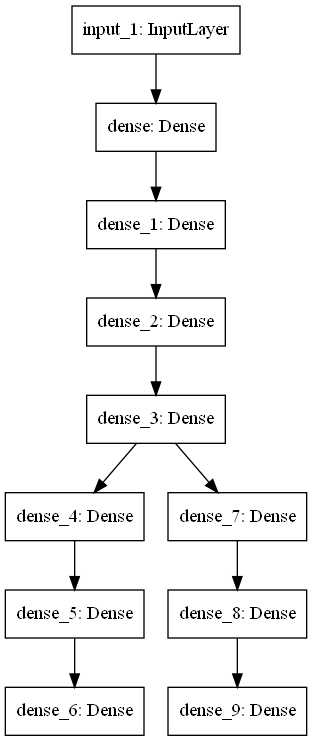 input_1: InputLayer
dense: Dense
dense_1: Dense
dense_2: Dense
dense_3: Dense
dense_4: Dense
dense_7: Dense
dense_5: Dense
dense_8: Dense
dense_6: Dense
dense_9: Dense